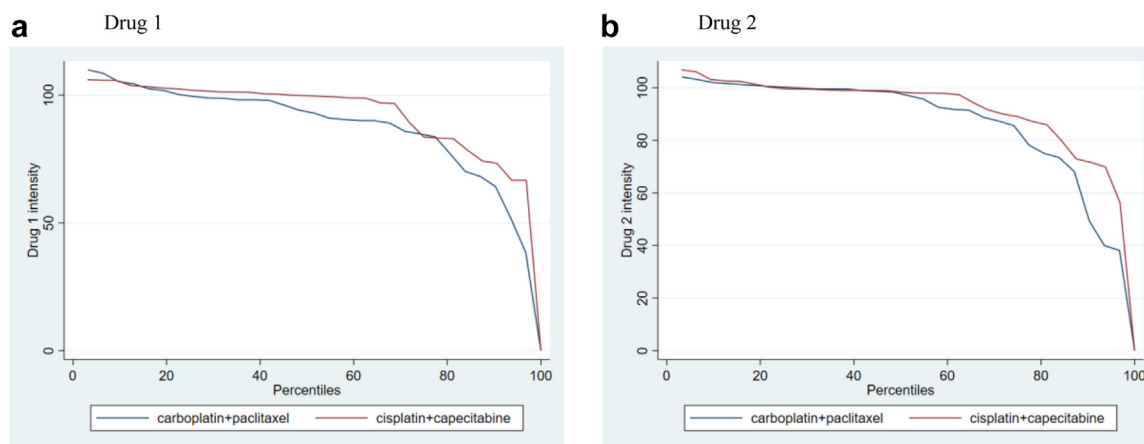 a Drug 1
Drug 1 intensity
100
50
0
0 20 40 60 80 100
Percentiles
carboplatin+paclitaxel cisplatin+capecitabine
b Drug 2
Drug 2 intensity
100
80
60
40
20
0
0 20 40 60 80 100
Percentiles
carboplatin+paclitaxel cisplatin+capecitabine